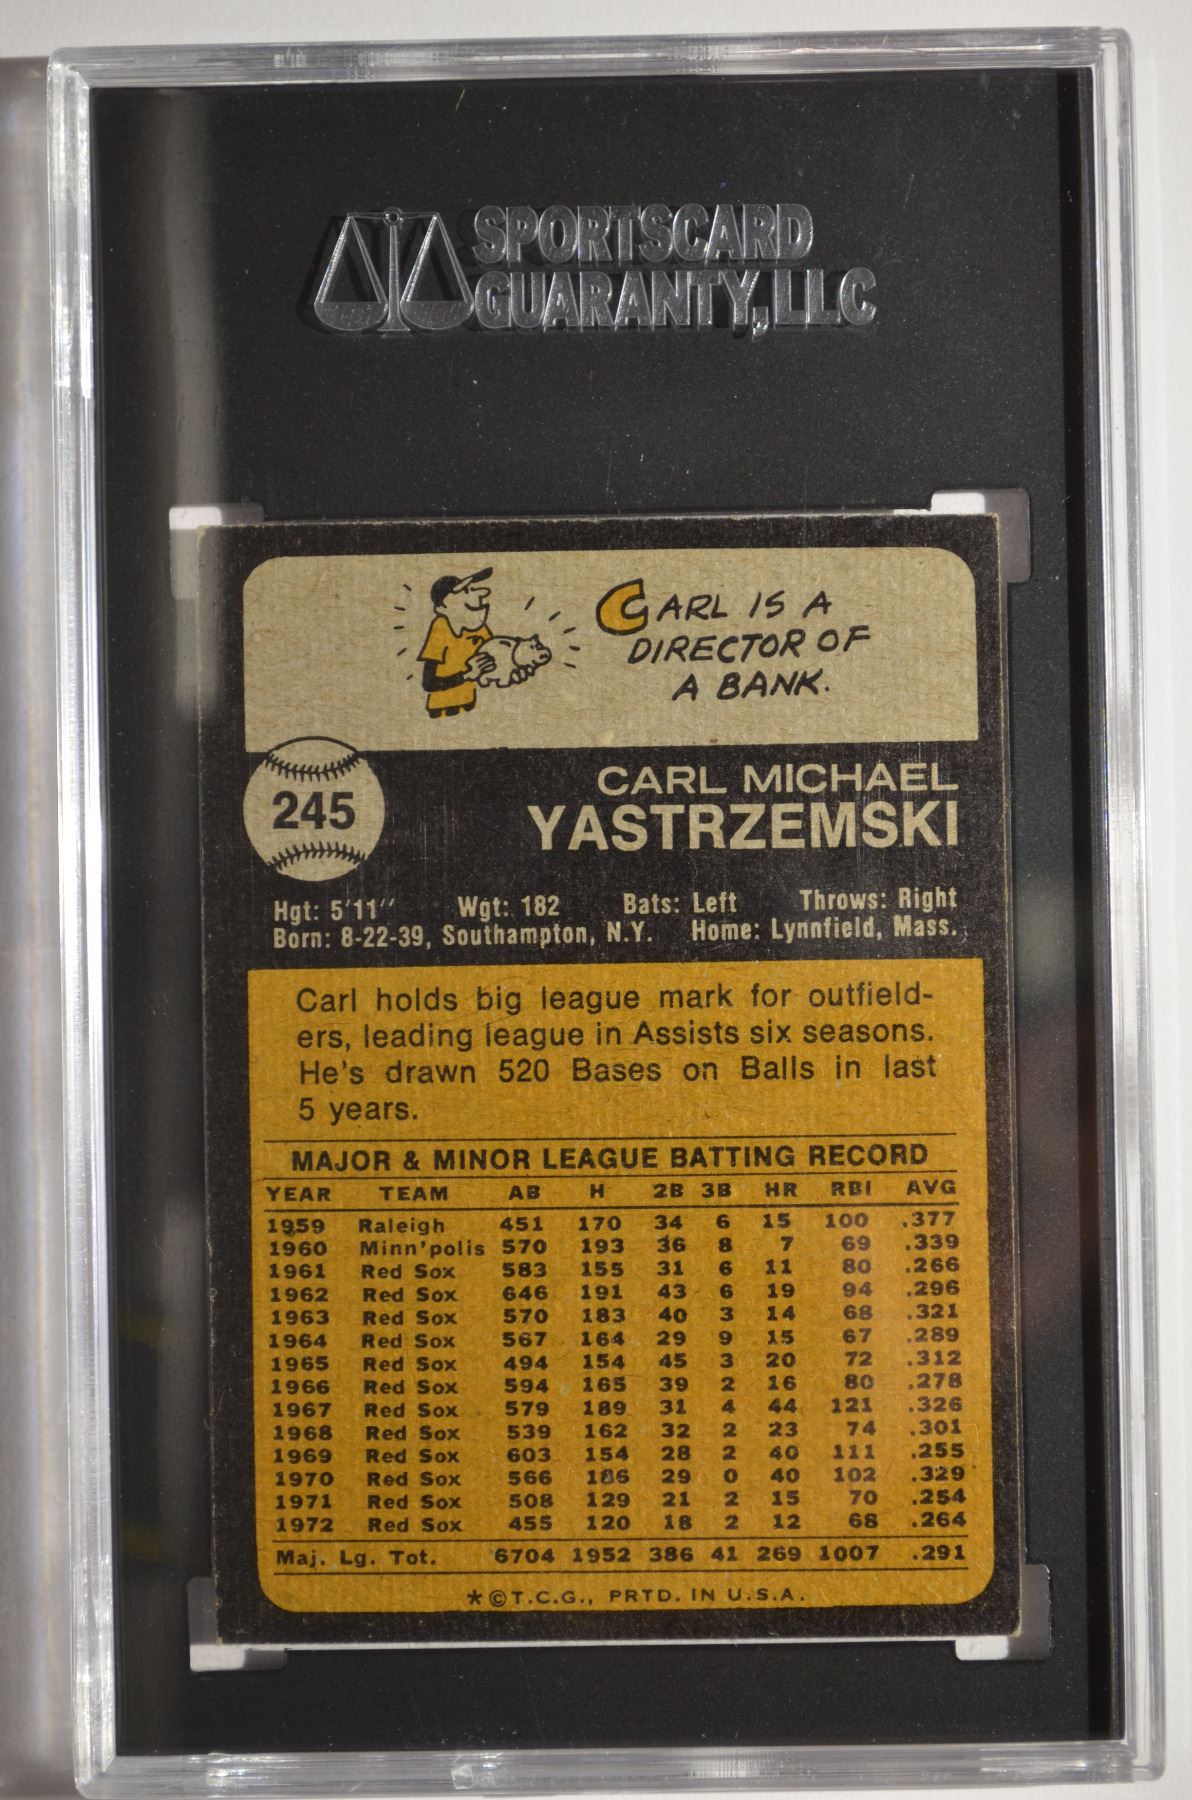 SPORTSCARD
GUARANTY, LLC
CARL IS A
DIRECTOR OF
A BANK.
245
CARL MICHAEL
YASTRZEMSKI
Hgt: 5'11'' Wgt: 182 Bats: Left Throws: Right
Born: 8-22-39, Southampton, N.Y. Home: Lynnfield, Mass.
Carl holds big league mark for outfield-
ers, leading league in Assists six seasons.
He's drawn 520 Bases on Balls in last
5 years.
MAJOR & MINOR LEAGUE BATTING RECORD
YEAR TEAM AB H 2B 3B HR RBI AVG
1959 Raleigh 451 170 34 6 15 100 .377
1960 Minn'polis 570 193 36 8 7 69 .339
1961 Red Sox 583 155 31 6 11 80 .266
1962 Red Sox 646 191 43 6 19 94 .296
1963 Red Sox 570 183 40 3 14 68 .321
1964 Red Sox 567 164 29 9 15 67 .289
1965 Red Sox 494 154 45 3 20 72 .312
1966 Red Sox 594 165 39 2 16 80 .278
1967 Red Sox 579 189 31 4 44 121 .326
1968 Red Sox 539 162 32 2 23 74 .301
1969 Red Sox 603 154 28 2 40 111 .255
1970 Red Sox 566 186 29 0 40 102 .329
1971 Red Sox 508 129 21 2 15 70 .254
1972 Red Sox 455 120 18 2 12 68 .264
Maj. Lg. Tot. 6704 1952 386 41 269 1007 .291
*©T.C.G., PRTD. IN U.S.A.